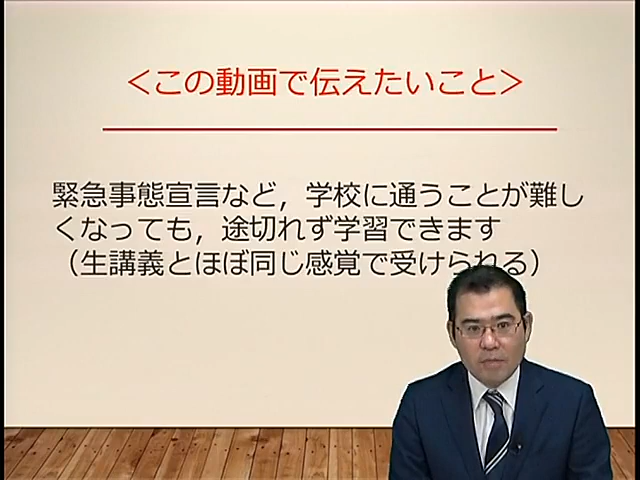 ＜この動画で伝えたいこと＞
緊急事態宣言など，学校に通うことが難し
くなっても，途切れず学習できます
（生講義とほぼ同じ感覚で受けられる）